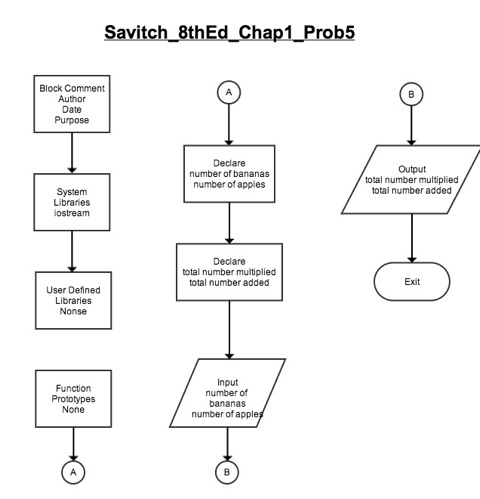 Savitch_8thEd_Chap1_Prob5
Block Comment
Author
Date
Purpose
System
Libraries
iostream
User Defined
Libraries
Nonse
Function
Prototypes
None
A
A
Declare
number of bananas
number of apples
Declare
total number multiplied
total number added
Input
number of
bananas
number of apples
B
B
Output
total number multiplied
total number added
Exit